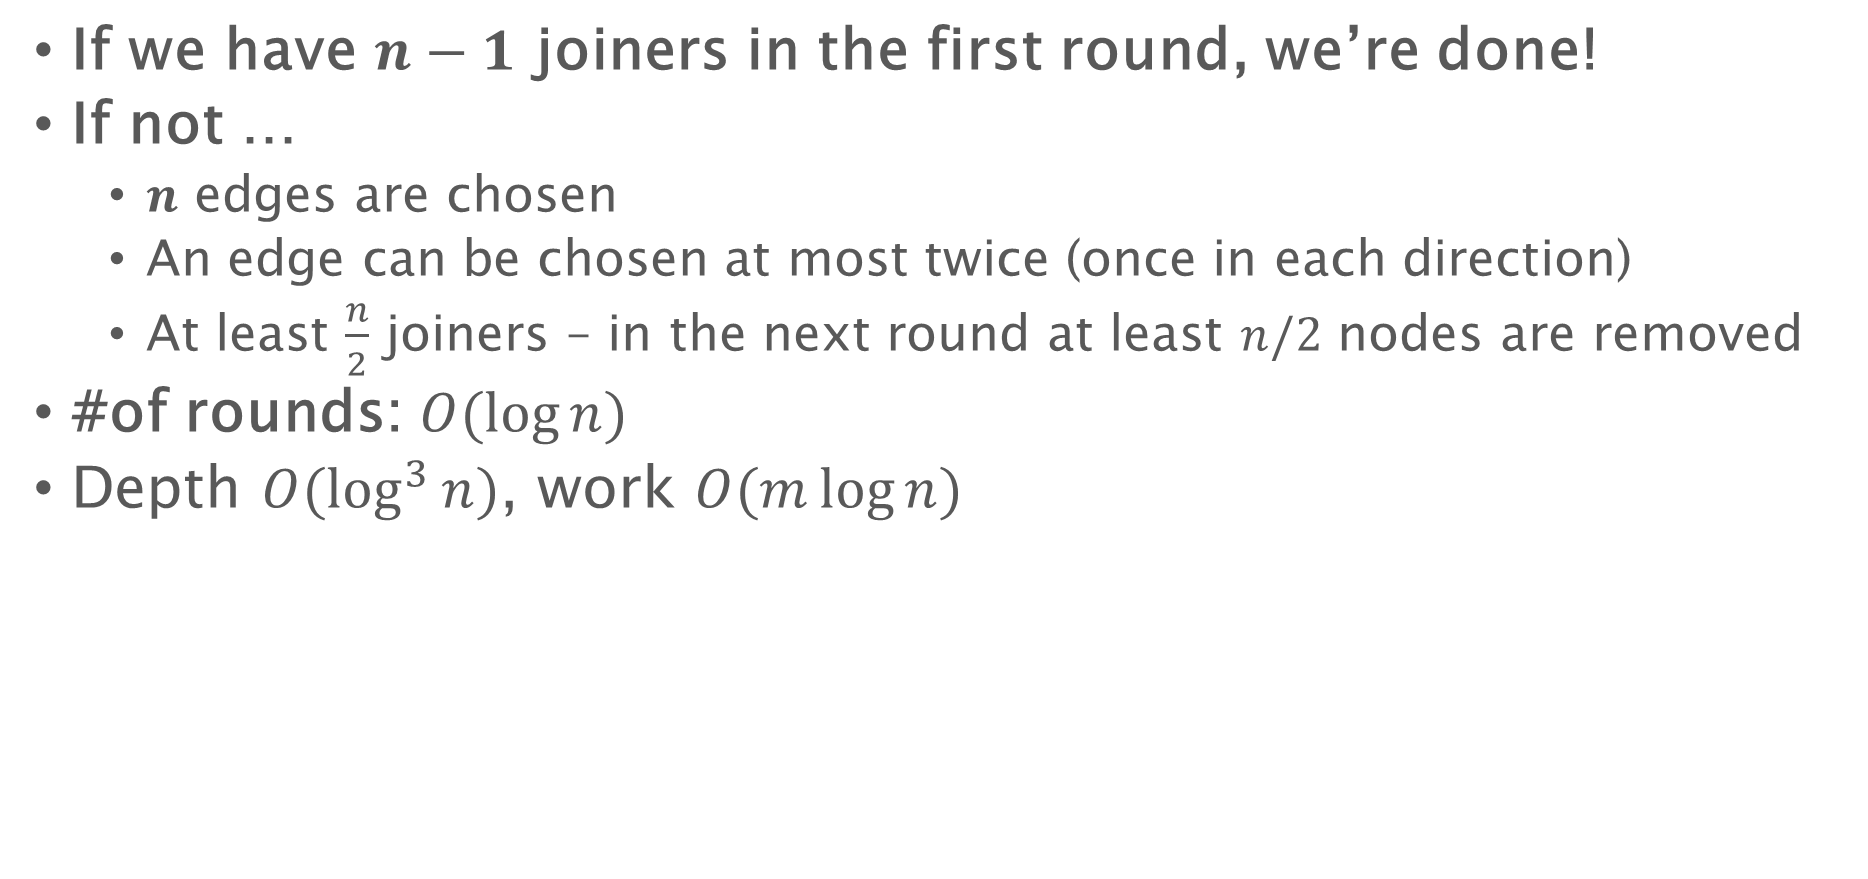 • If we have n − 1 joiners in the first round, we’re done!
• If not …
• n edges are chosen
• An edge can be chosen at most twice (once in each direction)
• At least n/2 joiners – in the next round at least n/2 nodes are removed
• #of rounds: O(log n)
• Depth O(log³ n), work O(m log n)